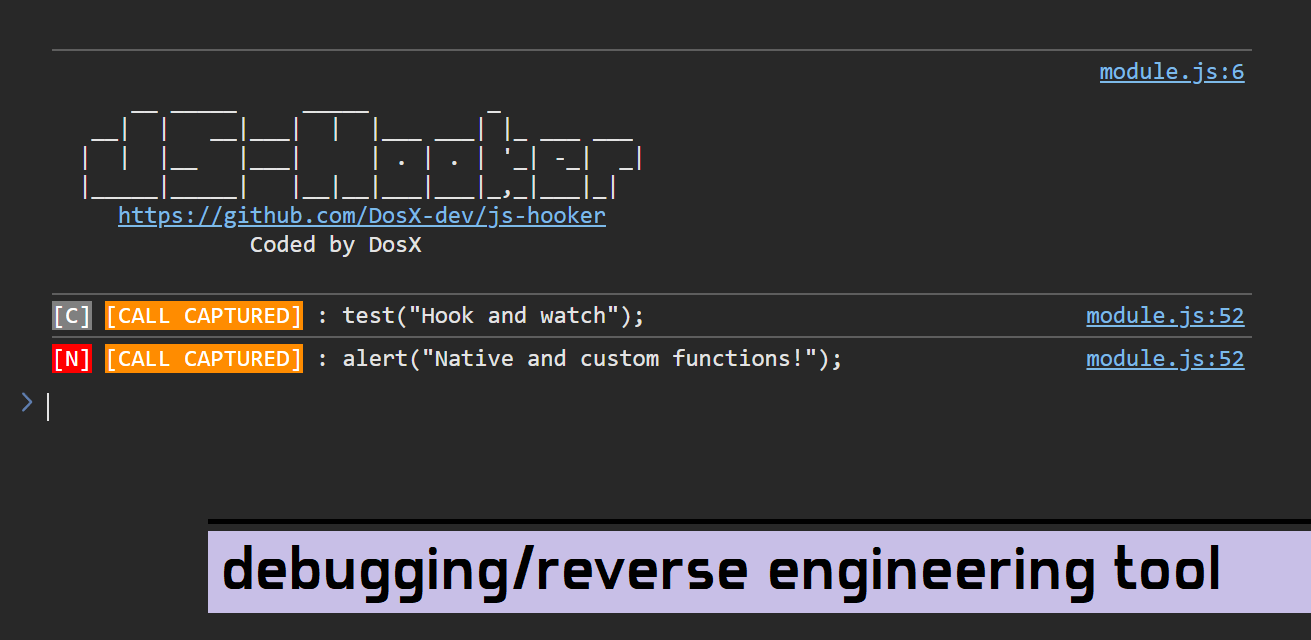 module.js:6
JS-Hooker
https://github.com/DosX-dev/js-hooker
Coded by DosX
[C] [CALL CAPTURED] : test("Hook and watch"); module.js:52
[N] [CALL CAPTURED] : alert("Native and custom functions!"); module.js:52
>
debugging/reverse engineering tool